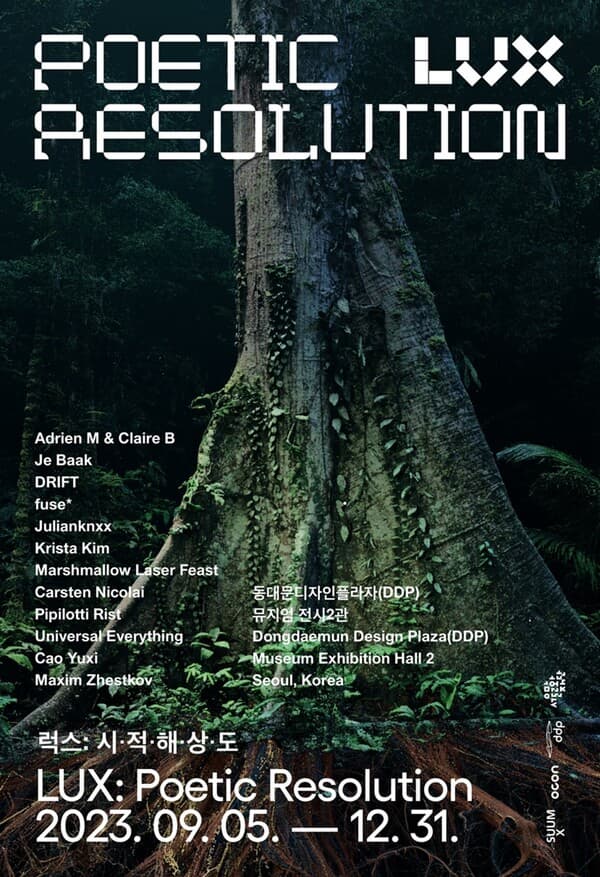 POETIC LUX
RESOLUTION
Adrien M & Claire B
Je Baak
DRIFT
fuse*
Julianknxx
Krista Kim
Marshmallow Laser Feast
Carsten Nicolai
Pipilotti Rist
Universal Everything
Cao Yuxi
Maxim Zhestkov
동대문디자인플라자(DDP)
뮤지엄 전시2관
Dongdaemun Design Plaza(DDP)
Museum Exhibition Hall 2
Seoul, Korea
럭스: 시·적·해·상·도
LUX: Poetic Resolution
2023. 09. 05. — 12. 31.
SUUM
X
ocon
ddp